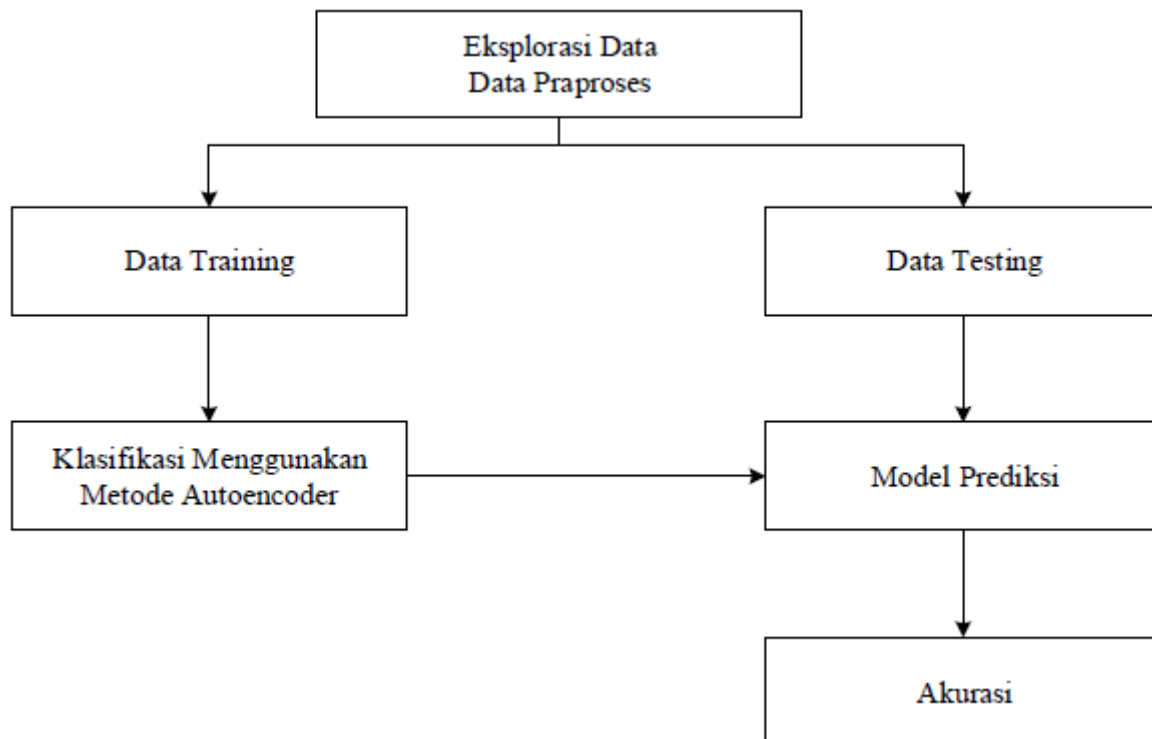 Eksplorasi Data
Data Praproses
Data Training
Data Testing
Klasifikasi Menggunakan
Metode Autoencoder
Model Prediksi
Akurasi